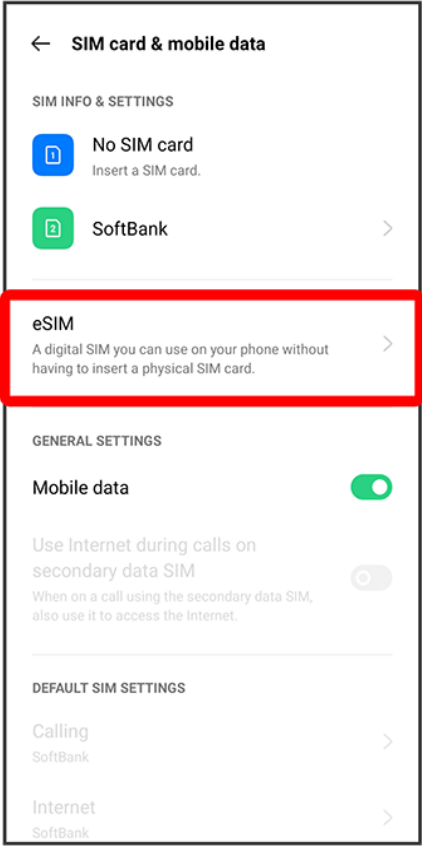 SIM card & mobile data
SIM INFO & SETTINGS
1
No SIM card
Insert a SIM card.
2
SoftBank
eSIM
A digital SIM you can use on your phone without
having to insert a physical SIM card.
GENERAL SETTINGS
Mobile data
Use Internet during calls on
secondary data SIM
When on a call using the secondary data SIM,
also use it to access the Internet.
DEFAULT SIM SETTINGS
Calling
SoftBank
Internet
SoftBank